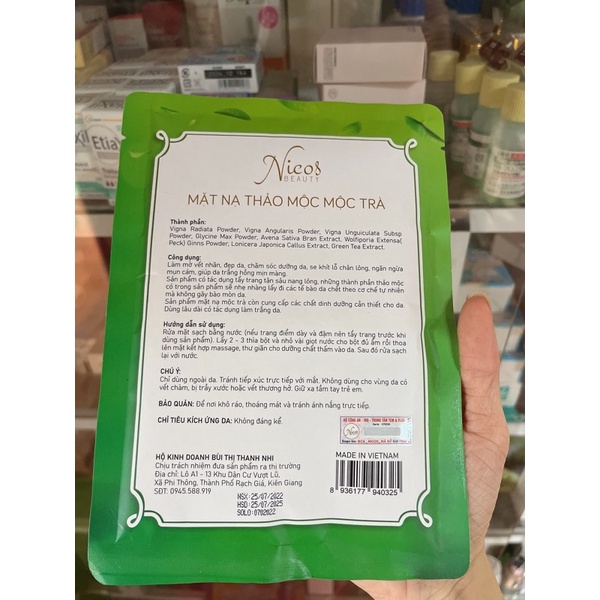 Nicos
BEAUTY
MẶT NẠ THẢO MỘC MỘC TRÀ
Thành phần:
Vigna Radiata Powder, Vigna Angularis Powder, Vigna Unguiculata Subsp
Powder, Glycine Max Powder, Avena Sativa Bran Extract, Wolfiporia Extensa(
Peck) Ginns Powder, Lonicera Japonica Callus Extract, Green Tea Extract.
Công dụng:
Làm mờ vết nhăn, đẹp da, chăm sóc dưỡng da, se khít lỗ chân lông, ngăn ngừa
mụn cám, giúp da trắng hồng mịn màng.
Sản phẩm có tác dụng tẩy trang tận sâu nang lông, những thành phần thảo mộc
có trong sản phẩm sẽ nhẹ nhàng lấy đi các tế bào da chết theo cơ chế tự nhiên
mà không gây bào mòn da.
Sản phẩm mặt nạ mộc trà còn cung cấp các chất dinh dưỡng cần thiết cho da.
Dùng lâu dài có tác dụng làm trắng da.
Hướng dẫn sử dụng:
Rửa mặt sạch bằng nước (nếu trang điểm dày và đậm nên tẩy trang trước khi
dùng sản phẩm). Lấy 2 - 3 thìa bột và nhỏ vài giọt nước cho bột đủ ẩm rồi thoa
lên mặt kết hợp massage, thư giãn cho dưỡng chất thấm vào da. Sau đó rửa sạch
lại với nước.
CHÚ Ý:
Chỉ dùng ngoài da. Tránh tiếp xúc trực tiếp với mắt. Không dùng cho vùng da có
vết chàm, bị trầy xước hoặc vết thương hở. Giữ xa tầm tay trẻ em.
BẢO QUẢN: Để nơi khô ráo, thoáng mát và tránh ánh nắng trực tiếp.
CHỈ TIÊU KÍCH ỨNG DA: Không đáng kể.
HỘ KINH DOANH BÙI THỊ THANH NHI
Chịu trách nhiệm đưa sản phẩm ra thị trường
Địa chỉ: Lô A1 - 13 Khu Dân Cư Vượt Lũ,
Xã Phi Thông, Thành Phố Rạch Giá, Kiên Giang
SDT: 0945.588.919
NSX: 25/07/2022
HSD: 25/07/2025
SOLO: 0702022
Nicos
MADE IN VIETNAM
8 936177 940325
Etia